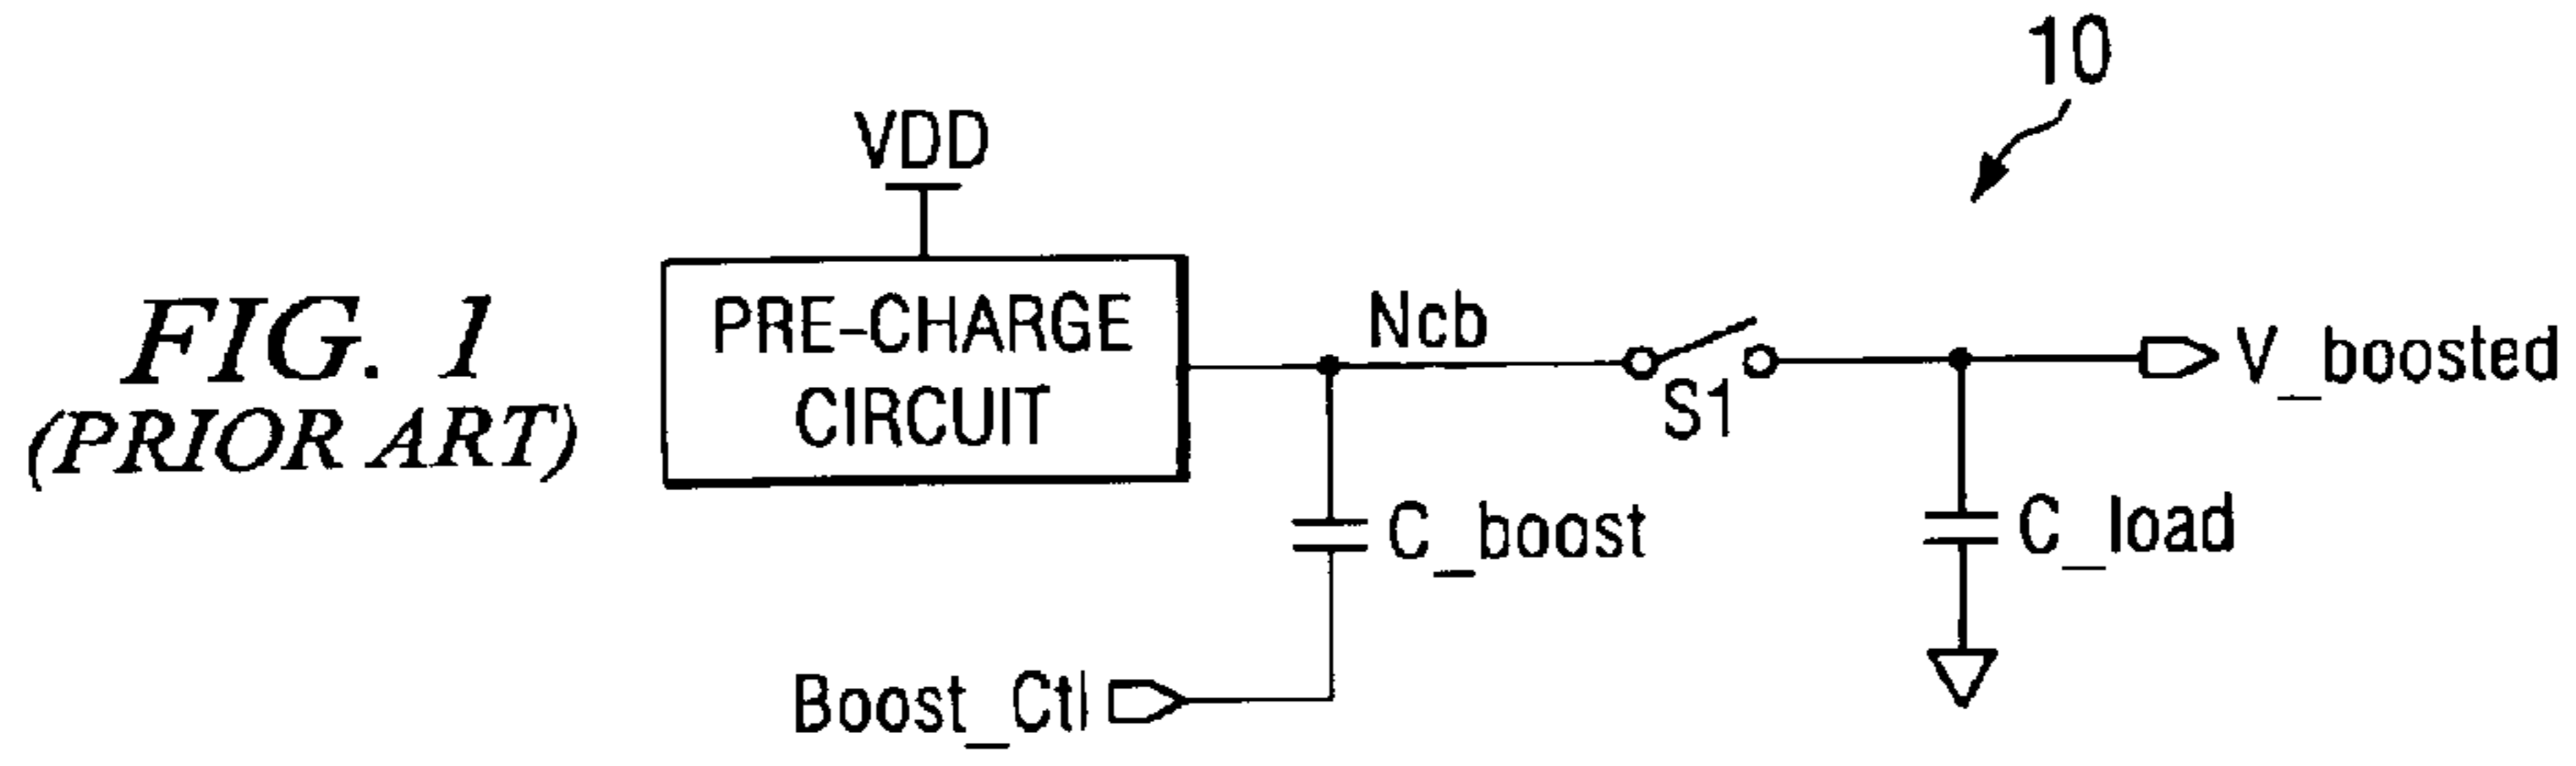 10
VDD
PRE-CHARGE
CIRCUIT
Ncb
S1
V_boosted
FIG. 1
(PRIOR ART)
C_boost
C_load
Boost_Ctl